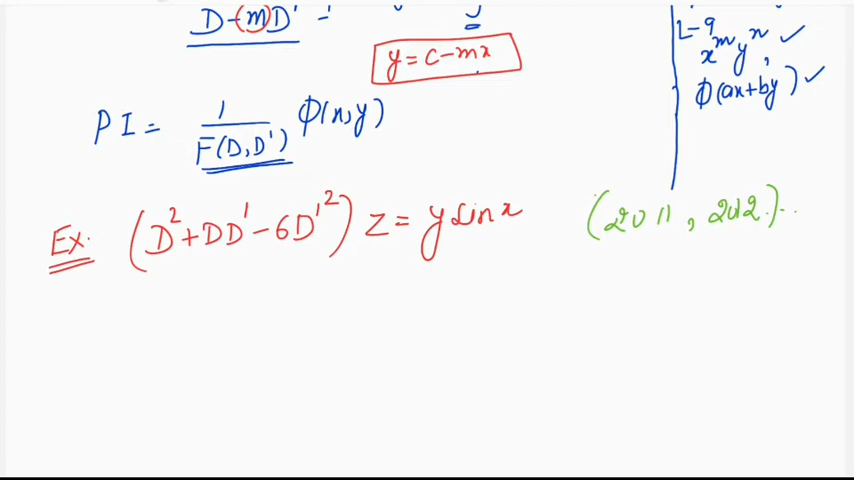 D-(m)D'
y = c-mx
L-9
x^m y^n ✓
Φ(ax+by) ✓
PI = 1/F(D,D') Φ(x,y)
Ex. (D²+DD'-6D'²) z = y sin x (2011, 2012)..